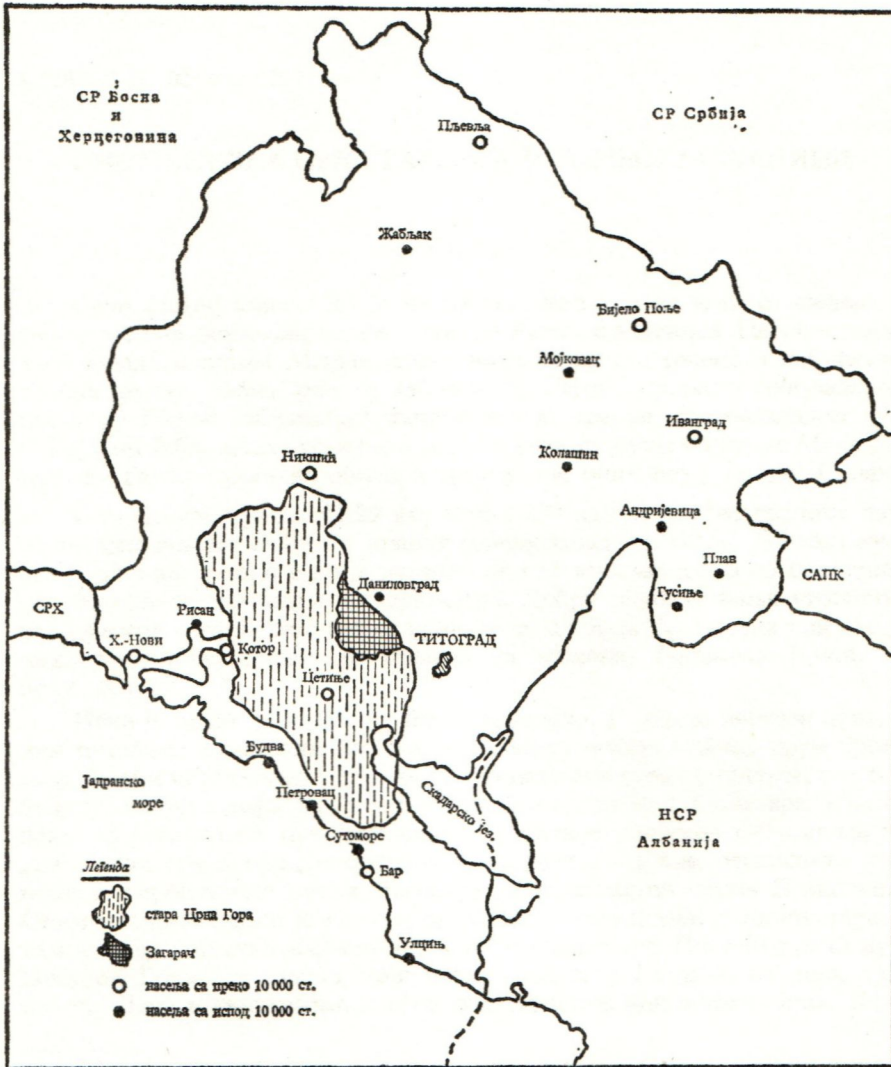 СР Босна
и
Херцеговина
СР Србија
Пљевља
Жабљак
Бијело Поље
Мојковац
Иванград
Никшић
Колашин
Андријевица
План
САПК
Даниловград
Гусиње
СРХ
Рисан
Х.-Нови
Котор
ТИТОГРАД
Цетиње
Будва
Јадранско
море
Петровац
Скадарско јез.
НСР
Албанија
Сутоморе
Бар
Легенда
стара Црна Гора
Загарач
Улцињ
насеља са преко 10 000 ст.
насеља са испод 10 000 ст.